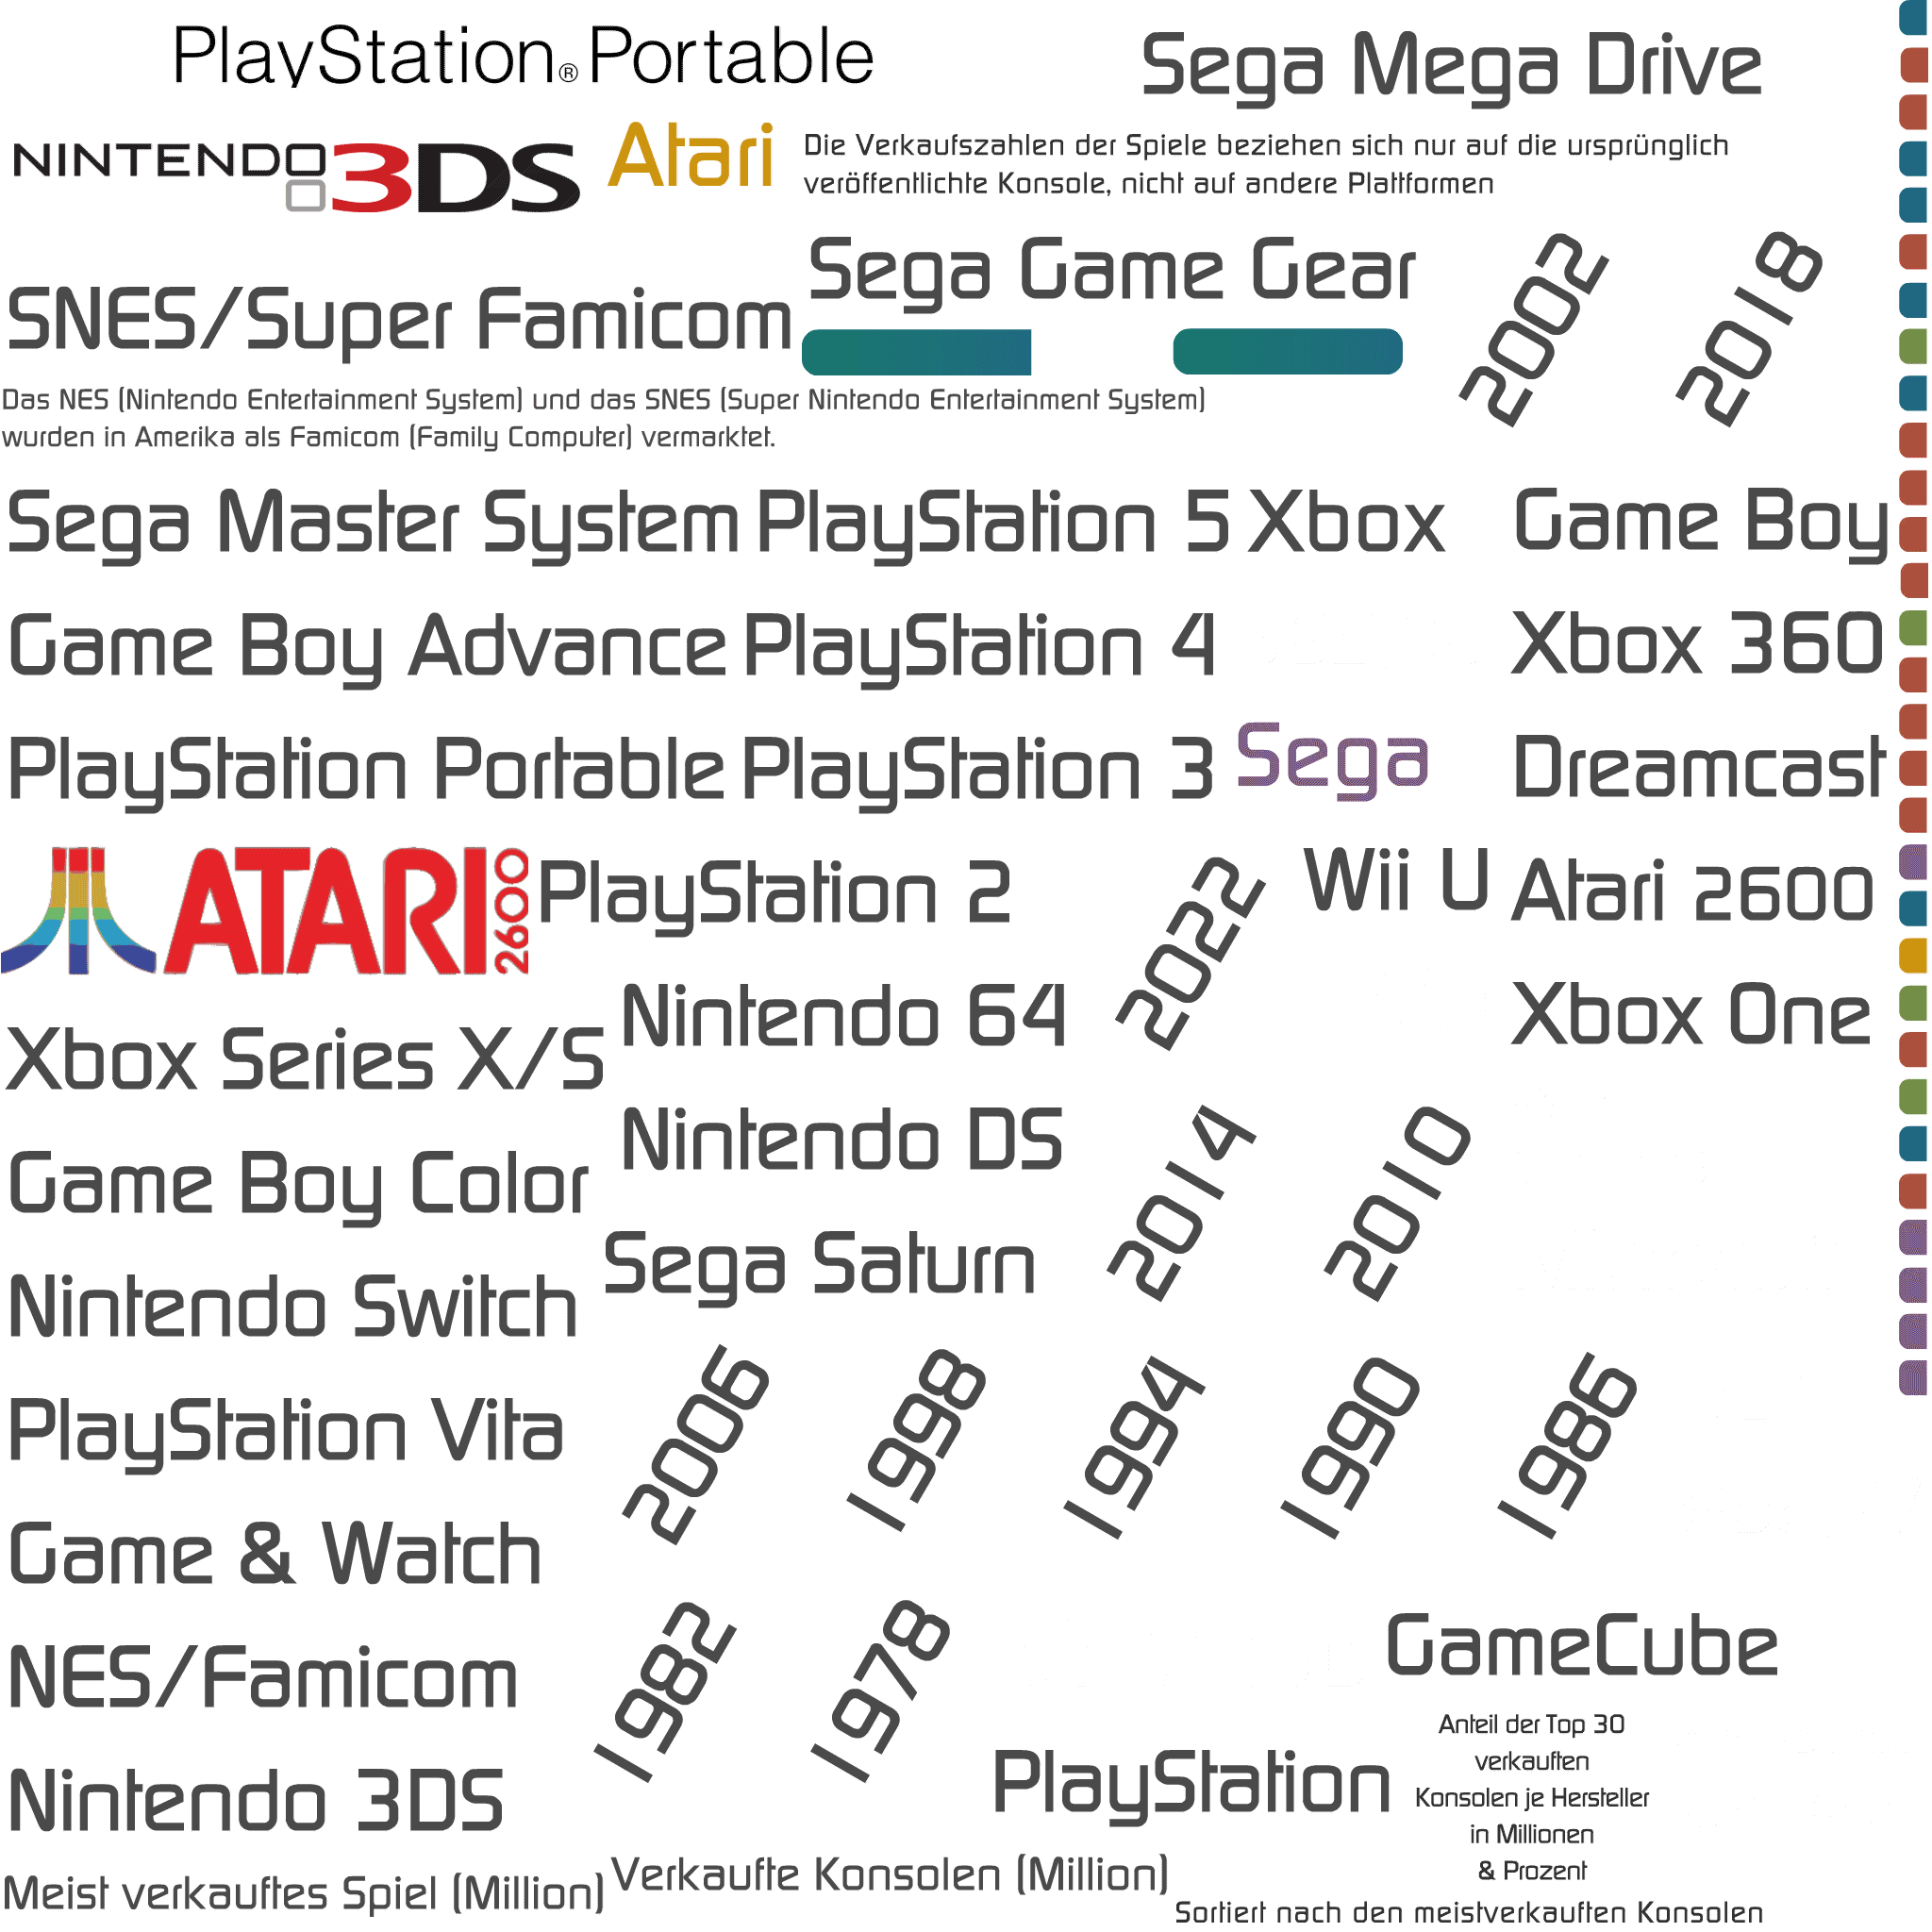 PlayStation® Portable
Sega Mega Drive
NINTENDO 3DS
Atari
Die Verkaufszahlen der Spiele beziehen sich nur auf die ursprünglich
veröffentlichte Konsole, nicht auf andere Plattformen
SNES/Super Famicom
Sega Game Gear
2002
2018
Das NES (Nintendo Entertainment System) und das SNES (Super Nintendo Entertainment System)
wurden in Amerika als Famicom (Family Computer) vermarktet.
Sega Master System
PlayStation 5
Xbox
Game Boy
Game Boy Advance
PlayStation 4
Xbox 360
PlayStation Portable
PlayStation 3
Sega
Dreamcast
ATARI 2600
PlayStation 2
2022
Wii U
Atari 2600
Xbox Series X/S
Nintendo 64
Xbox One
Game Boy Color
Nintendo DS
2014
2010
Nintendo Switch
Sega Saturn
PlayStation Vita
2006
1998
1994
1990
1986
Game & Watch
NES/Famicom
1982
1978
GameCube
Nintendo 3DS
PlayStation
Anteil der Top 30
verkauften
Konsolen je Hersteller
in Millionen
& Prozent
Meist verkauftes Spiel (Million)
Verkaufte Konsolen (Million)
Sortiert nach den meistverkauften Konsolen